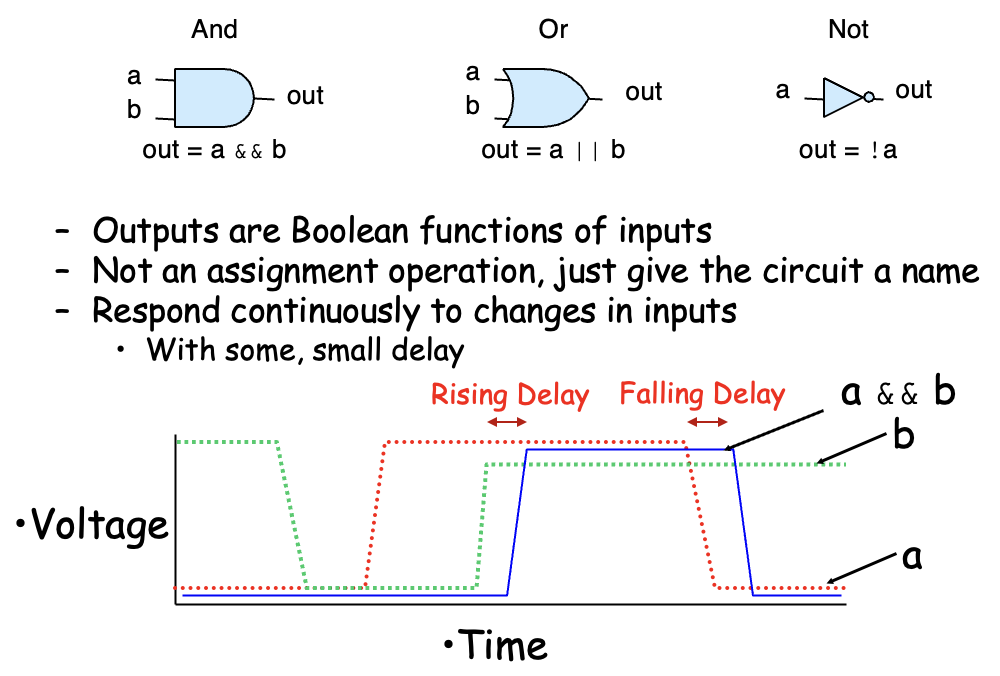 And Or Not
a
b
out
a
b
out
a
out
out = a && b
out = a || b
out = !a
– Outputs are Boolean functions of inputs
– Not an assignment operation, just give the circuit a name
– Respond continuously to changes in inputs
• With some, small delay
Rising Delay
Falling Delay
a && b
b
•Voltage
a
•Time